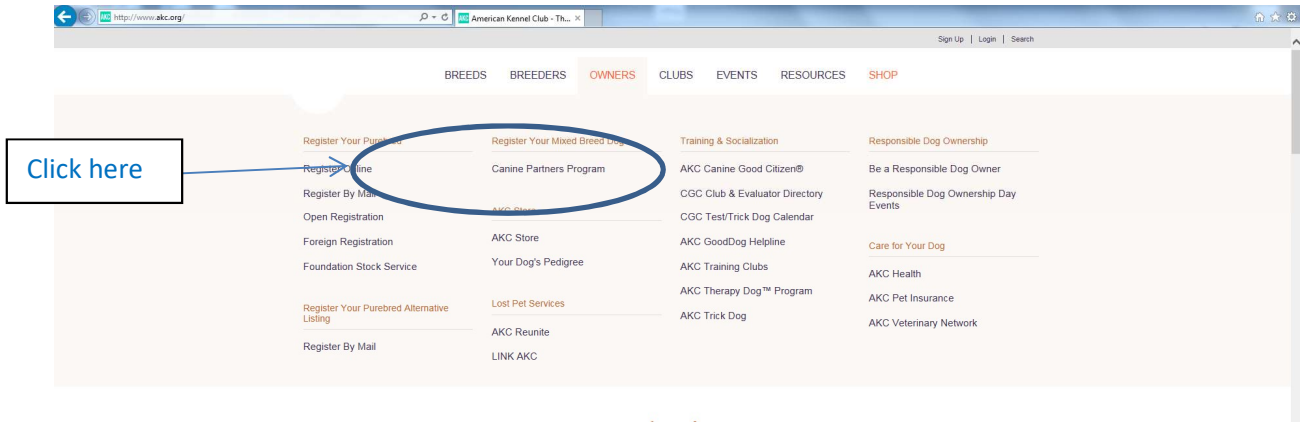 http://www.akc.org/
American Kennel Club - Th...
Sign Up | Login | Search
BREEDS BREEDERS OWNERS CLUBS EVENTS RESOURCES SHOP
Click here
Register Your Purebred
Register Online
Register By Mail
Open Registration
Foreign Registration
Foundation Stock Service
Register Your Purebred Alternative
Listing
Register By Mail
Register Your Mixed Breed Dog
Canine Partners Program
AKC Store
AKC Store
Your Dog's Pedigree
Lost Pet Services
AKC Reunite
LINK AKC
Training & Socialization
AKC Canine Good Citizen®
CGC Club & Evaluator Directory
CGC Test/Trick Dog Calendar
AKC GoodDog Helpline
AKC Training Clubs
AKC Therapy Dog™ Program
AKC Trick Dog
Responsible Dog Ownership
Be a Responsible Dog Owner
Responsible Dog Ownership Day
Events
Care for Your Dog
AKC Health
AKC Pet Insurance
AKC Veterinary Network